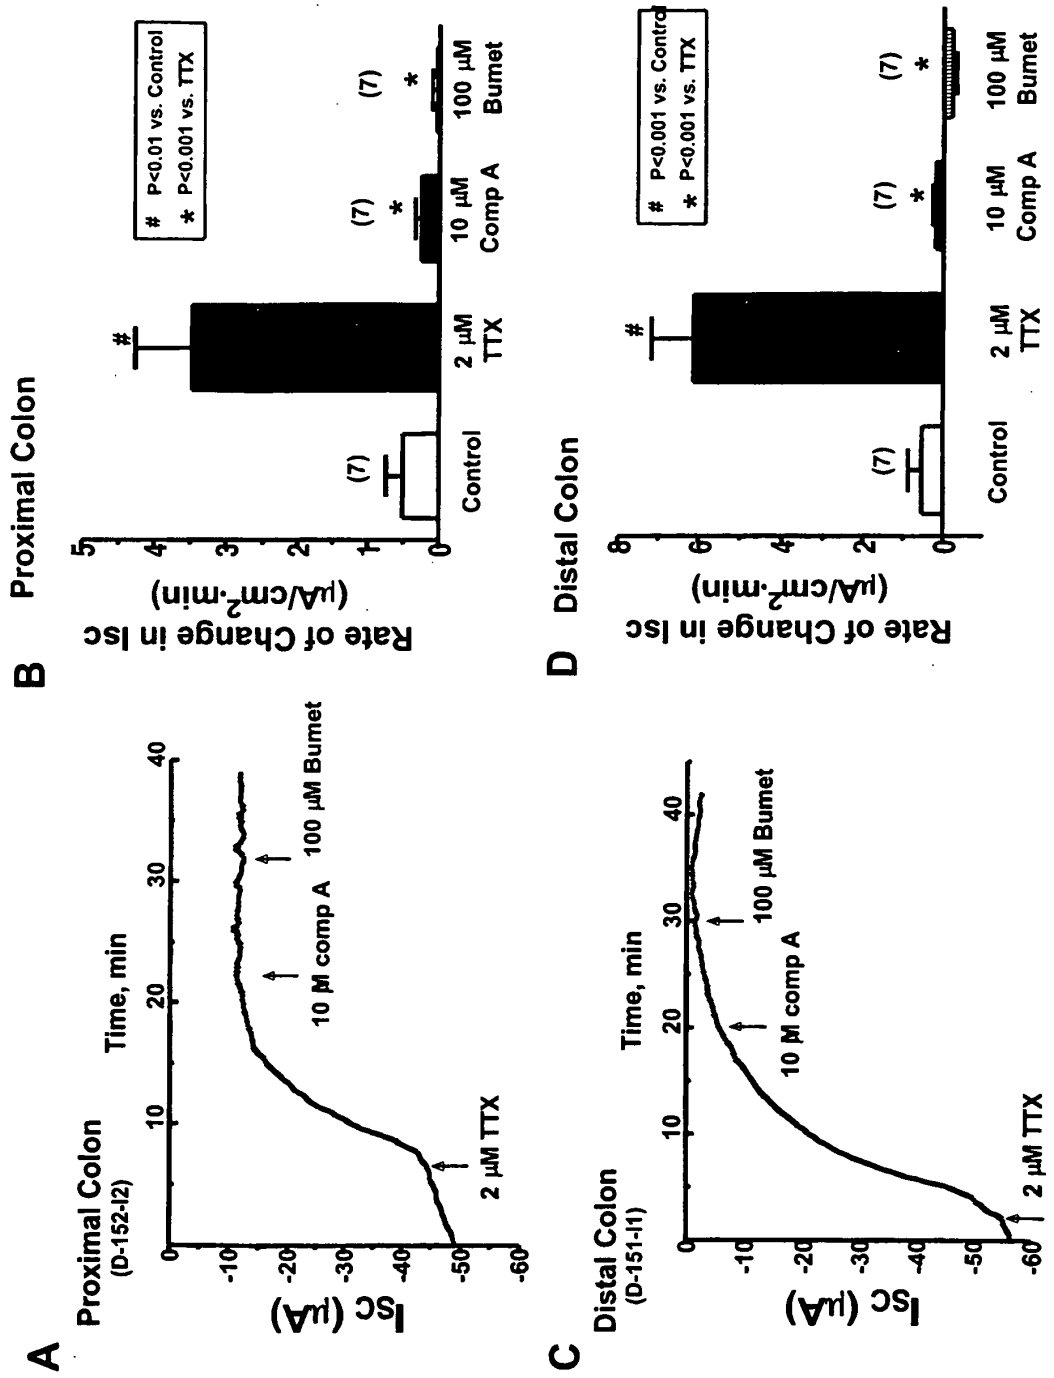 A
Proximal Colon
(D-152-I2)
Time, min
10
20
30
40
0
-10
-20
-30
-40
-50
-60
Isc (μA)
2 μM TTX
10 μM comp A
100 μM Bumet
B
Proximal Colon
Rate of Change in Isc
(μA/cm²·min)
5
4
3
2
1
0
# P<0.01 vs. Control
* P<0.001 vs. TTX
(7)
#
(7)
*
(7)
*
Control
2 μM
TTX
10 μM
Comp A
100 μM
Bumet
C
Distal Colon
(D-151-I1)
Time, min
10
20
30
40
0
-10
-20
-30
-40
-50
-60
Isc (μA)
2 μM TTX
10 μM comp A
100 μM Bumet
D
Distal Colon
Rate of Change in Isc
(μA/cm²·min)
8
6
4
2
0
# P<0.001 vs. Control
* P<0.001 vs. TTX
(7)
#
(7)
*
(7)
*
Control
2 μM
TTX
10 μM
Comp A
100 μM
Bumet